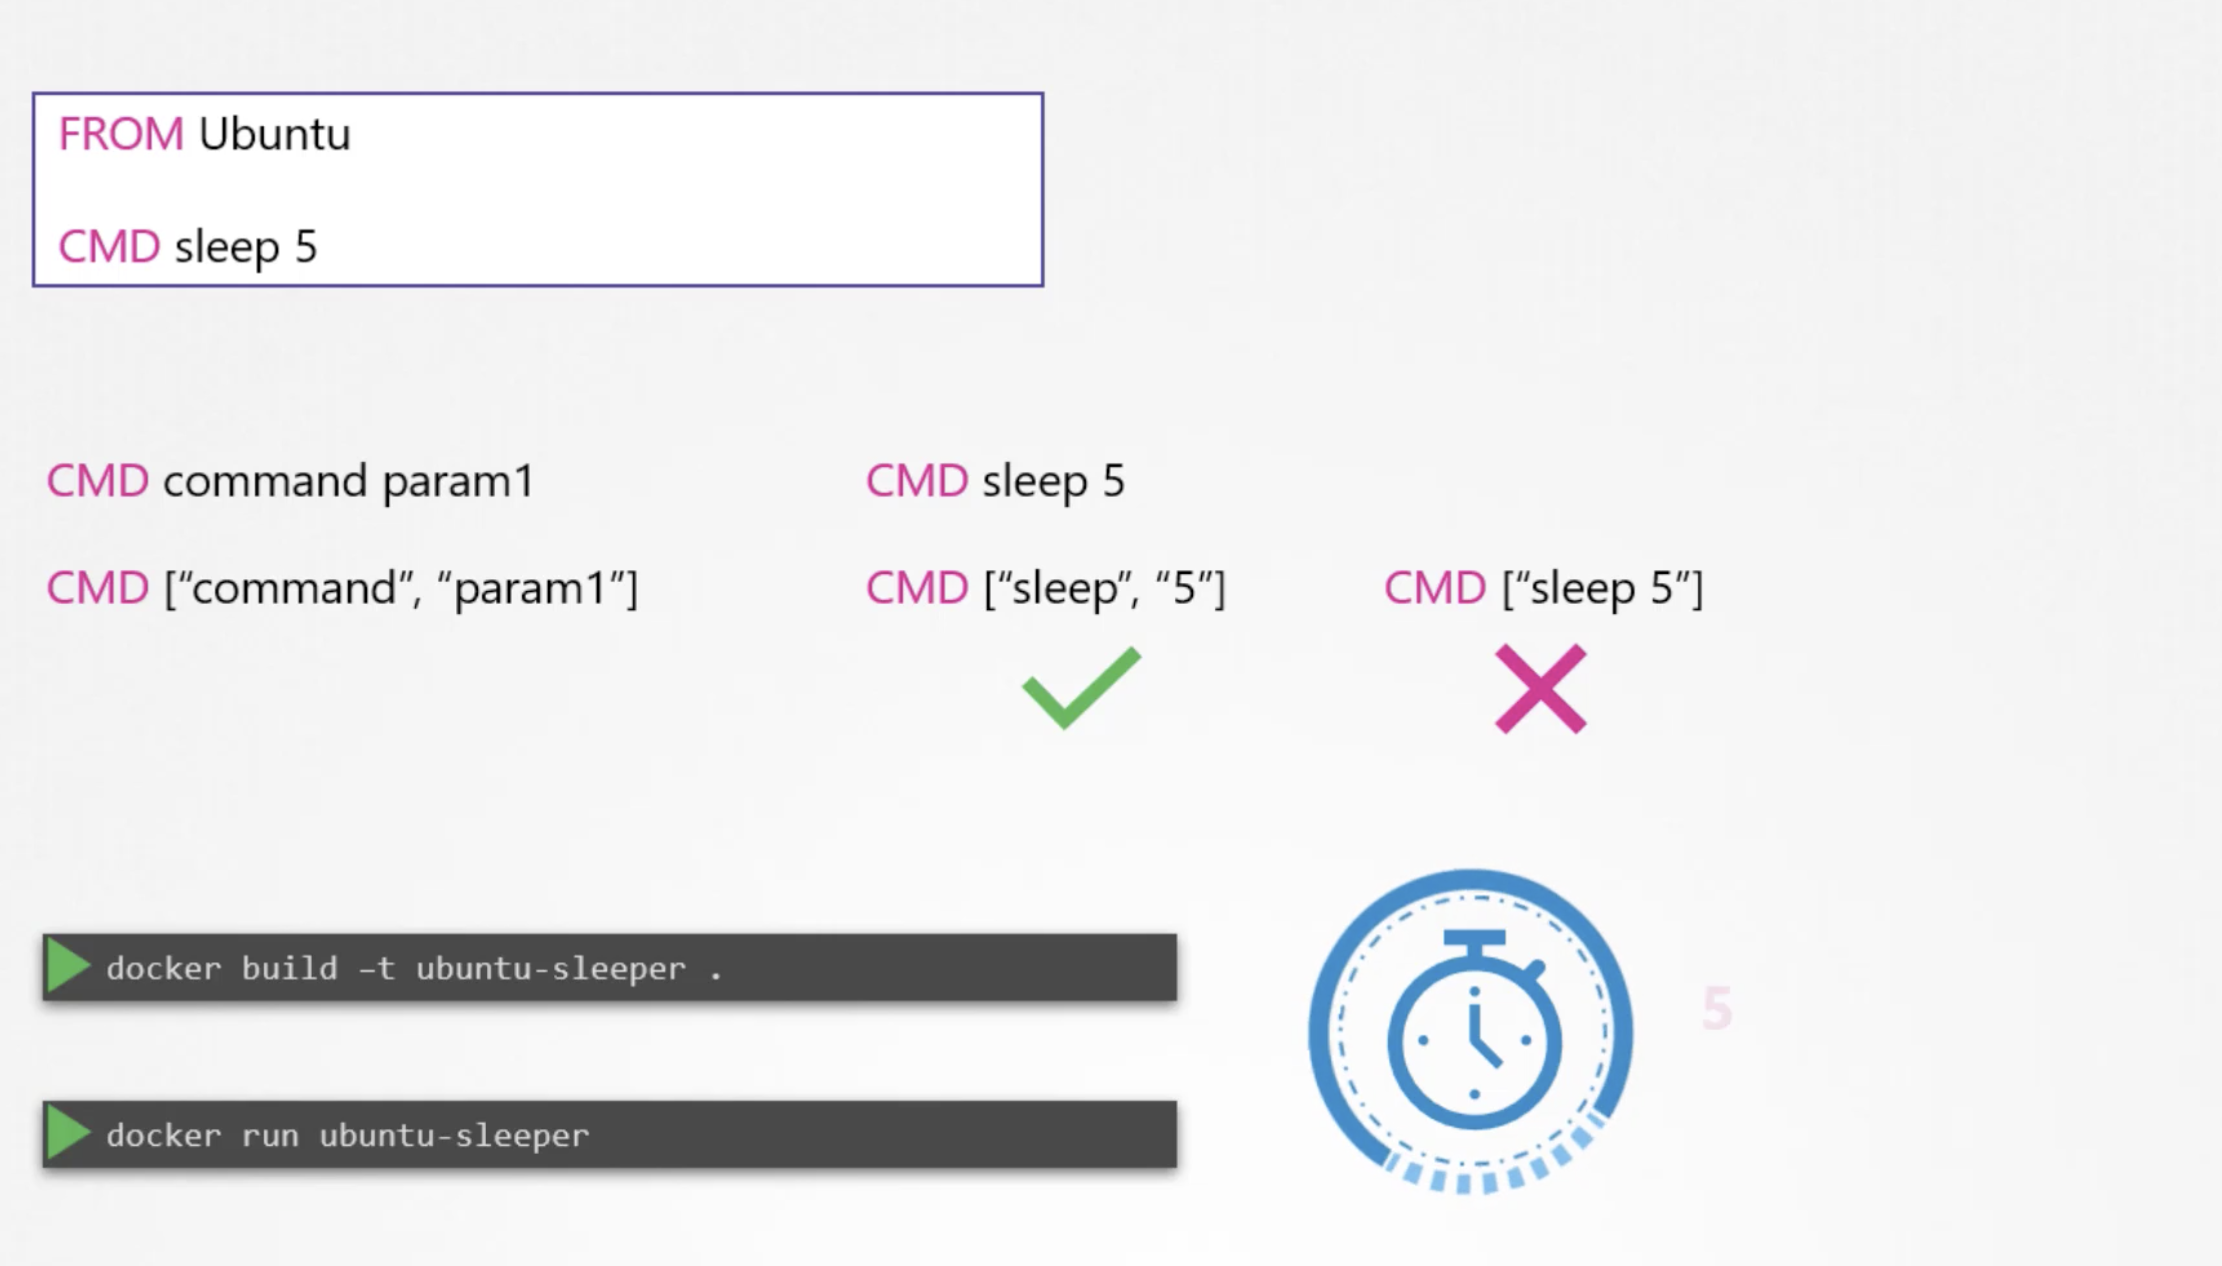 FROM Ubuntu
CMD sleep 5
CMD command param1
CMD sleep 5
CMD [“command”, “param1”]
CMD [“sleep”, “5”]
CMD [“sleep 5”]
docker build –t ubuntu-sleeper .
5
docker run ubuntu-sleeper